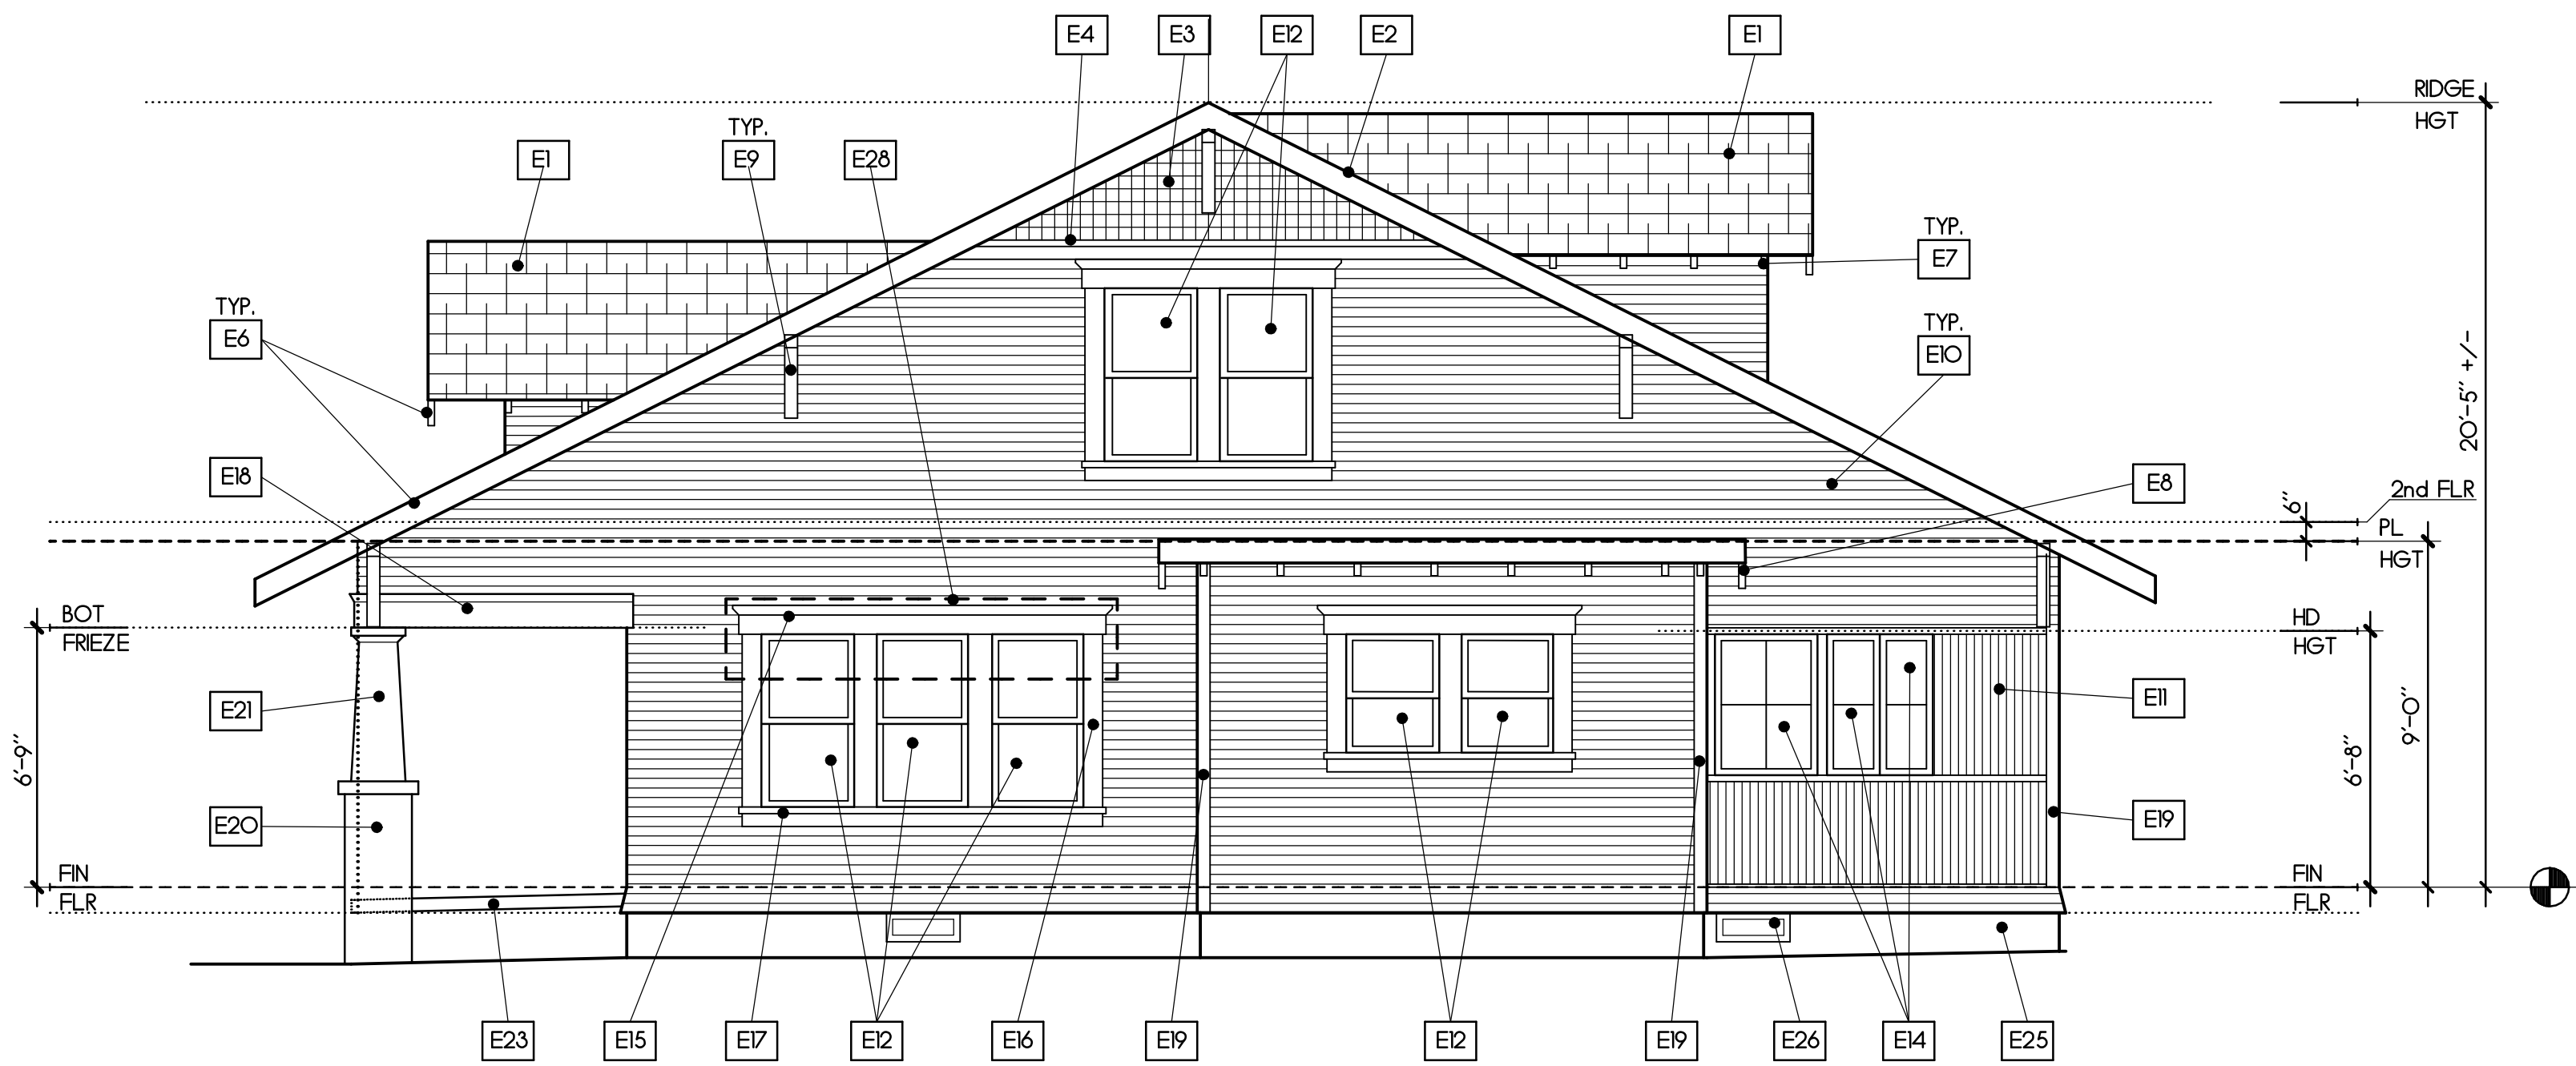 E4 E3 E12 E2 E1
RIDGE
HGT
TYP.
E1 E9 E28
TYP.
E7
TYP.
E6
TYP.
E10
20'-5" +/-
E18
E8
6"
2nd FLR
PL
HGT
BOT
FRIEZE
HD
HGT
E21
E11
6'-9"
6'-8"
9'-0"
E20
E19
FIN
FLR
FIN
FLR
E23 E15 E17 E12 E16 E19 E12 E19 E26 E14 E25